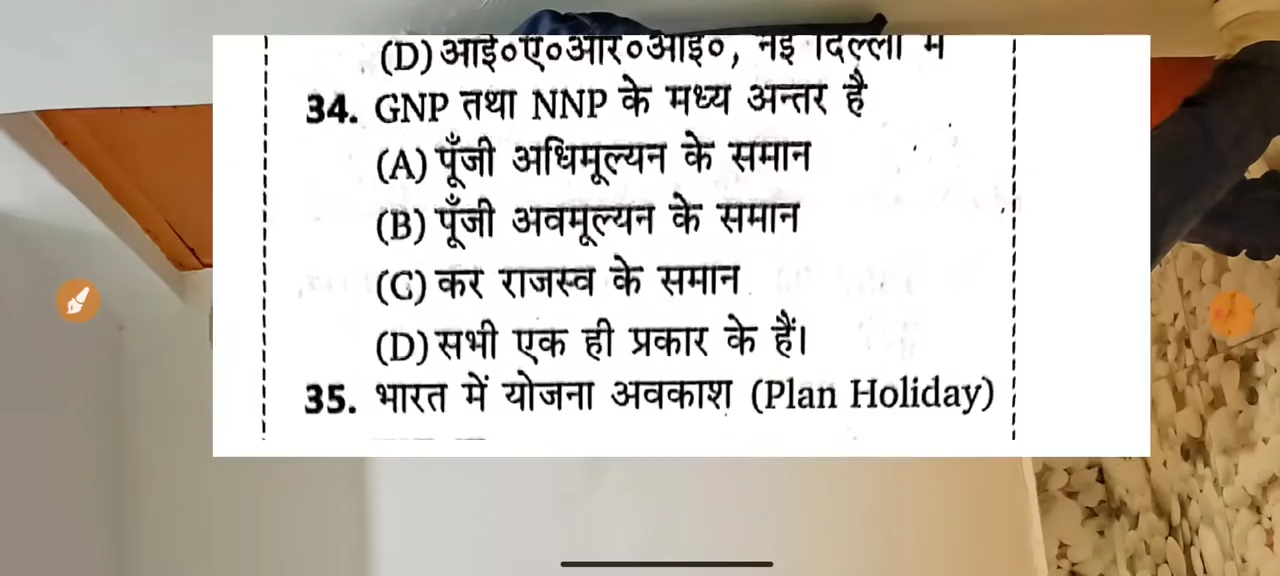 (D) आई०ए०आर०आई०, नई दिल्ली में
34. GNP तथा NNP के मध्य अन्तर है
(A) पूँजी अधिमूल्यन के समान
(B) पूँजी अवमूल्यन के समान
(C) कर राजस्व के समान
(D) सभी एक ही प्रकार के हैं।
35. भारत में योजना अवकाश (Plan Holiday)